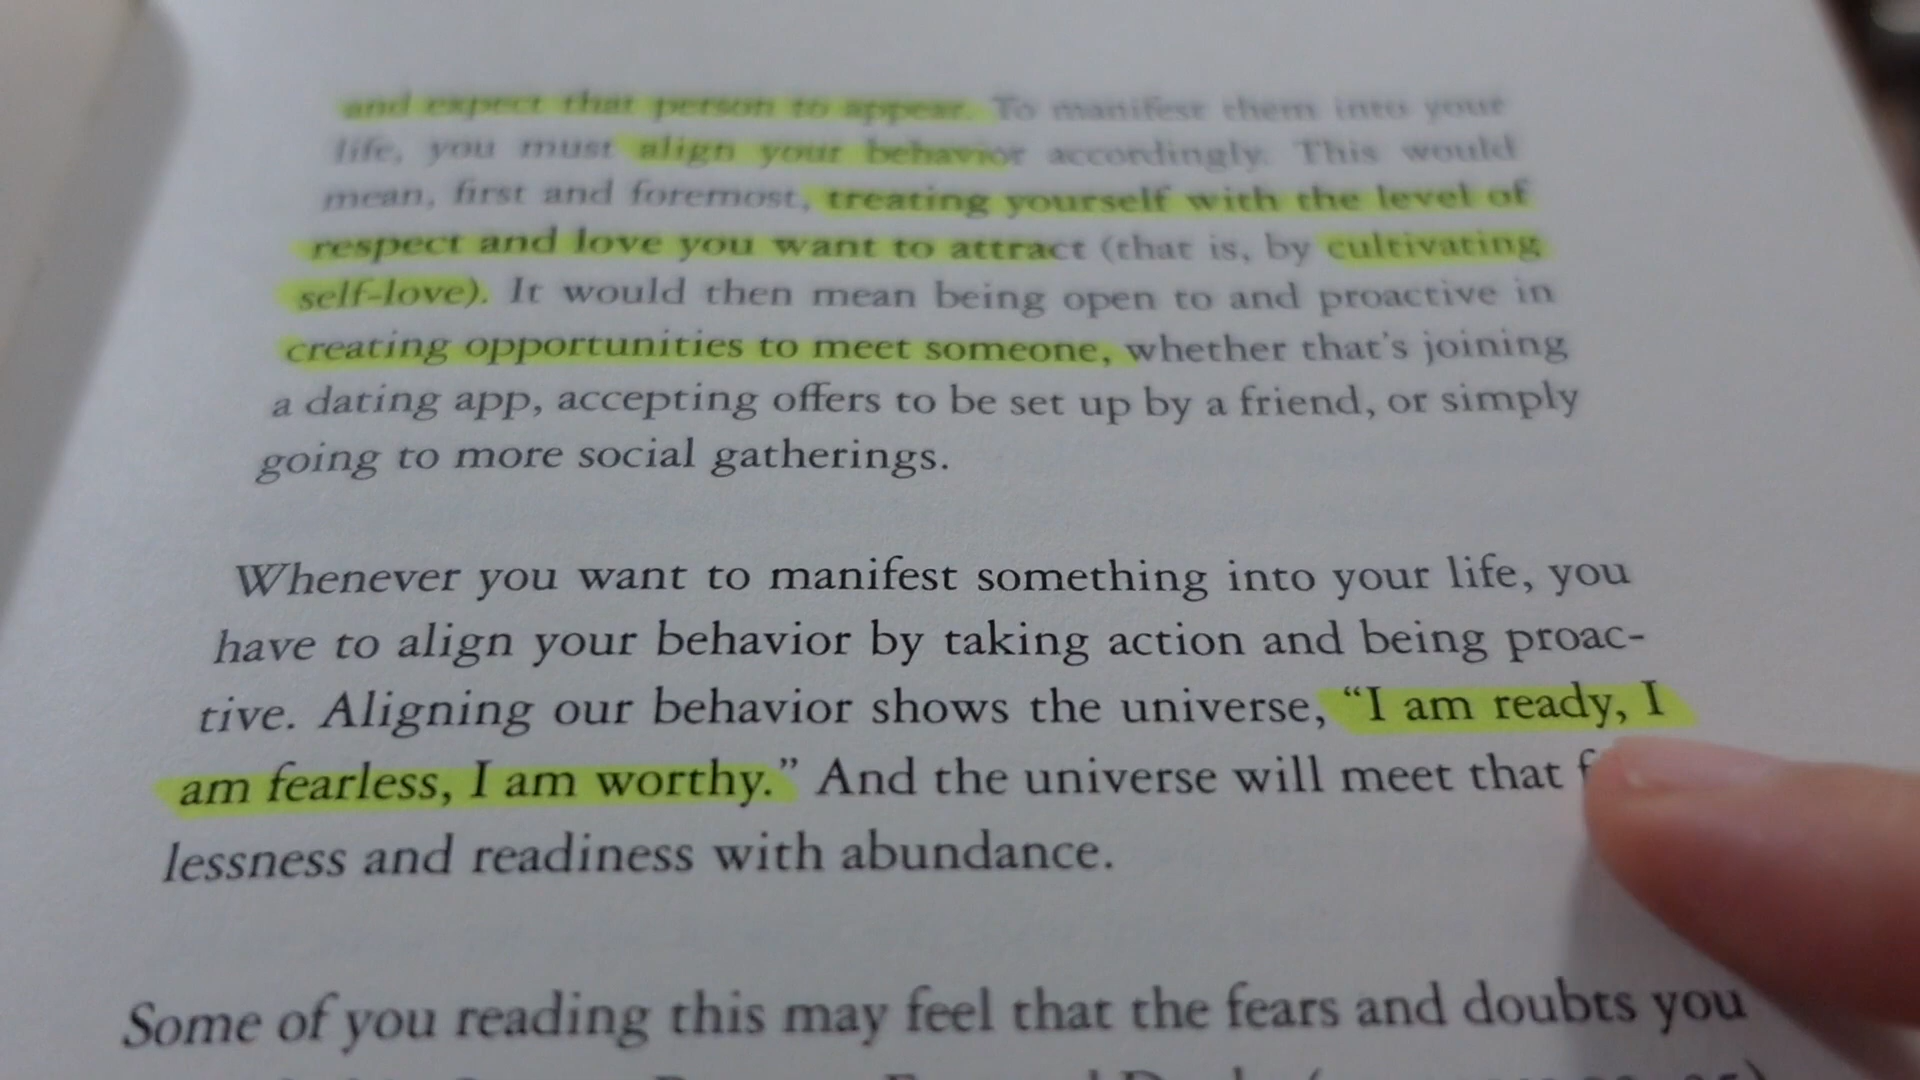 and expect that person to appear. To manifest them into your
life, you must align your behavior accordingly. This would
mean, first and foremost, treating yourself with the level of
respect and love you want to attract (that is, by cultivating
self-love). It would then mean being open to and proactive in
creating opportunities to meet someone, whether that's joining
a dating app, accepting offers to be set up by a friend, or simply
going to more social gatherings.
Whenever you want to manifest something into your life, you
have to align your behavior by taking action and being proac-
tive. Aligning our behavior shows the universe, “I am ready, I
am fearless, I am worthy.” And the universe will meet that
lessness and readiness with abundance.
Some of you reading this may feel that the fears and doubts you